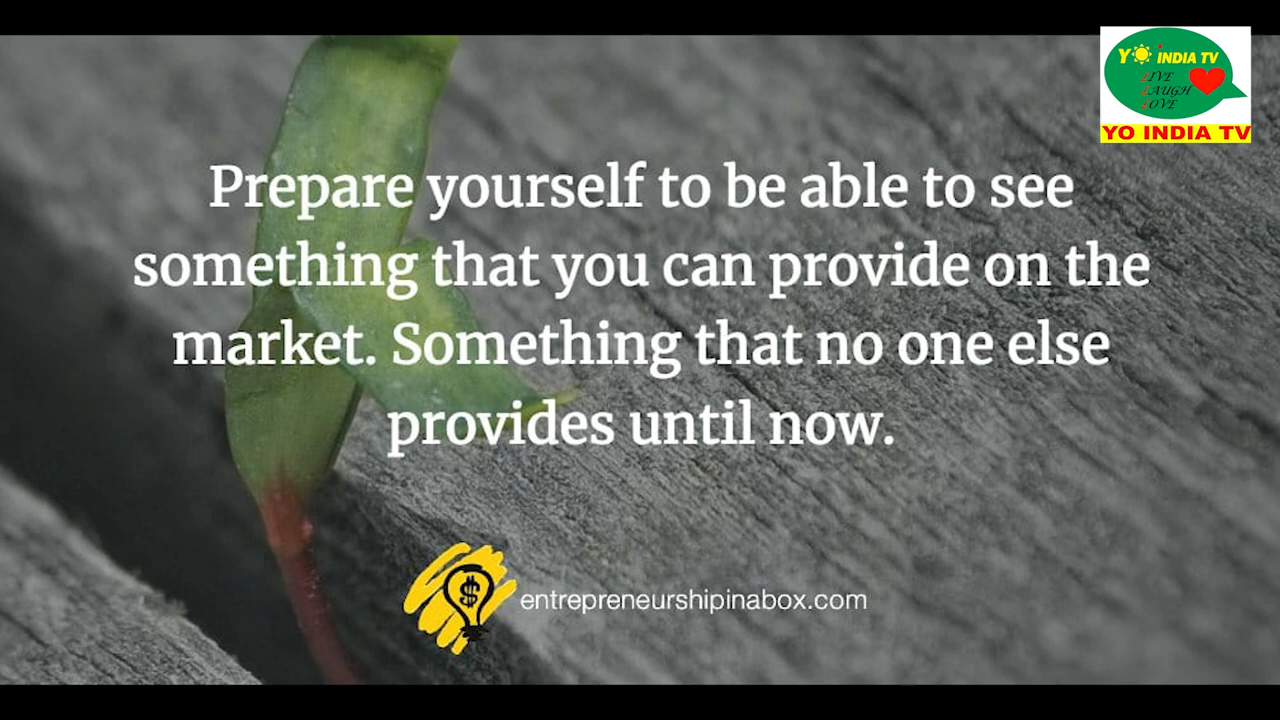 YO INDIA TV
LIVE
LAUGH
LOVE
YO INDIA TV
Prepare yourself to be able to see
something that you can provide on the
market. Something that no one else
provides until now.
$
entrepreneurshipinabox.com